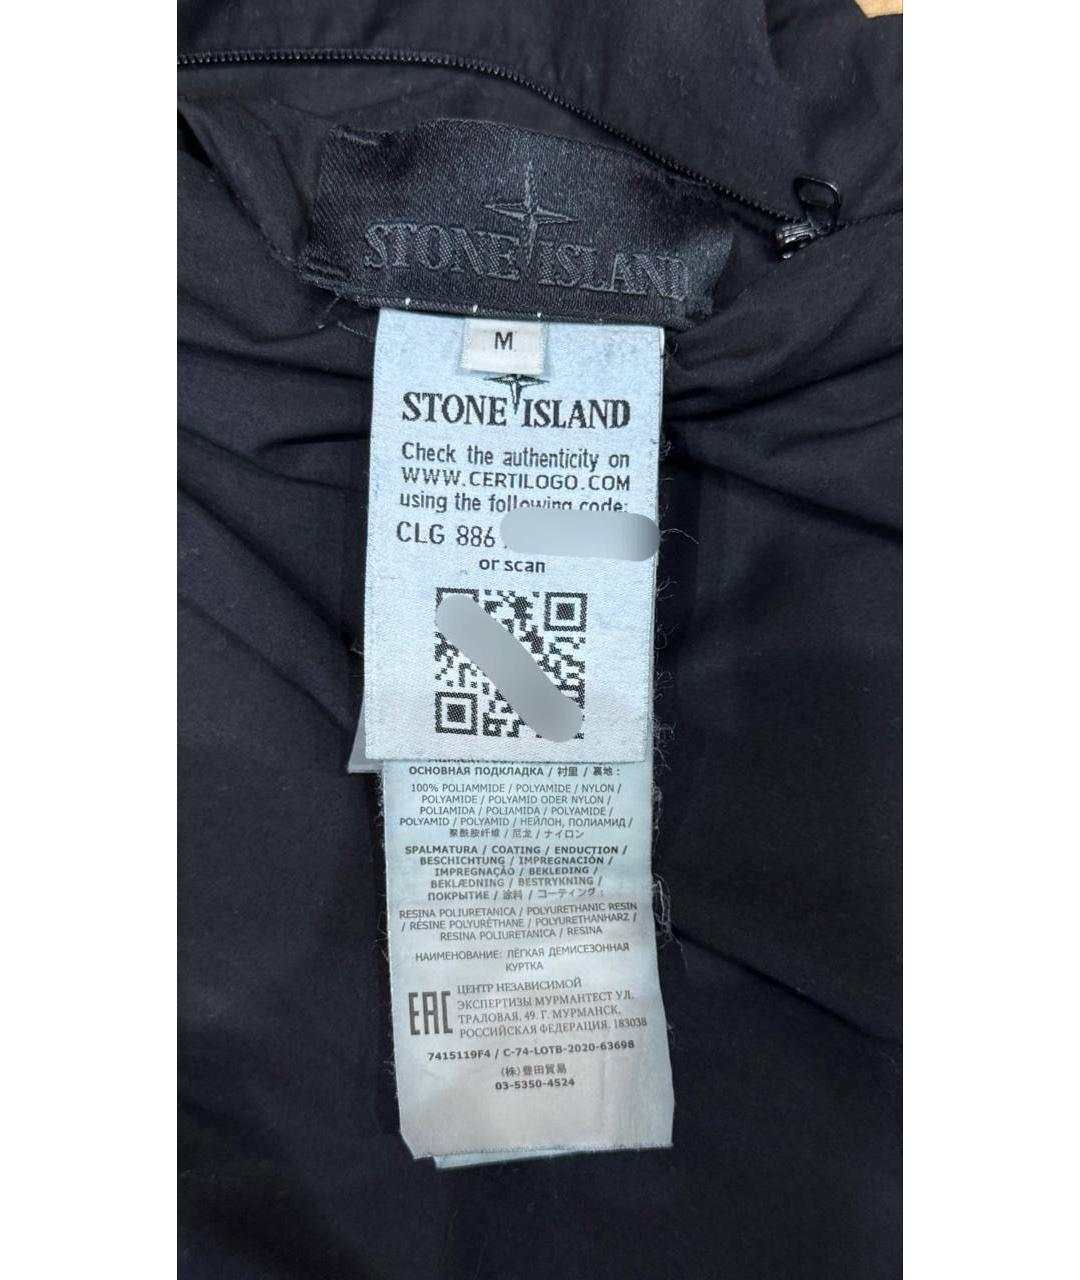 STONE ISLAND
M
STONE ISLAND
Check the authenticity on
WWW.CERTILOGO.COM
using the following code:
CLG 886
or scan
ОСНОВНАЯ ПОДКЛАДКА / 衬里 / 裏地 :
100% POLIAMMIDE / POLYAMIDE / NYLON /
POLYAMIDE / POLYAMID ODER NYLON /
POLIAMIDA / POLIAMIDA / POLYAMIDE /
POLYAMID / POLYAMID / НЕЙЛОН, ПОЛИАМИД /
聚酰胺纤维 / 尼龙 / ナイロン
SPALMATURA / COATING / ENDUCTION /
BESCHICHTUNG / IMPREGNACIÓN /
IMPREGNAÇÃO / BEKLEDING /
BEKLÆDNING / BESTRYKNING /
ПОКРЫТИЕ / 涂料 / コーティング :
RESINA POLIURETANICA / POLYURETHANIC RESIN
/ RÉSINE POLYURÉTHANE / POLYURETHANHARZ /
RESINA POLIURETANICA / RESINA
НАИМЕНОВАНИЕ: ЛЁГКАЯ ДЕМИСЕЗОННАЯ
КУРТКА
EAC
ЦЕНТР НЕЗАВИСИМОЙ
ЭКСПЕРТИЗЫ МУРМАНТЕСТ УЛ.
ТРАЛОВАЯ, 49. Г. МУРМАНСК,
РОССИЙСКАЯ ФЕДЕРАЦИЯ. 183038
7415119F4 / C-74-LOTB-2020-63698
(株)豊田貿易
03-5350-4524